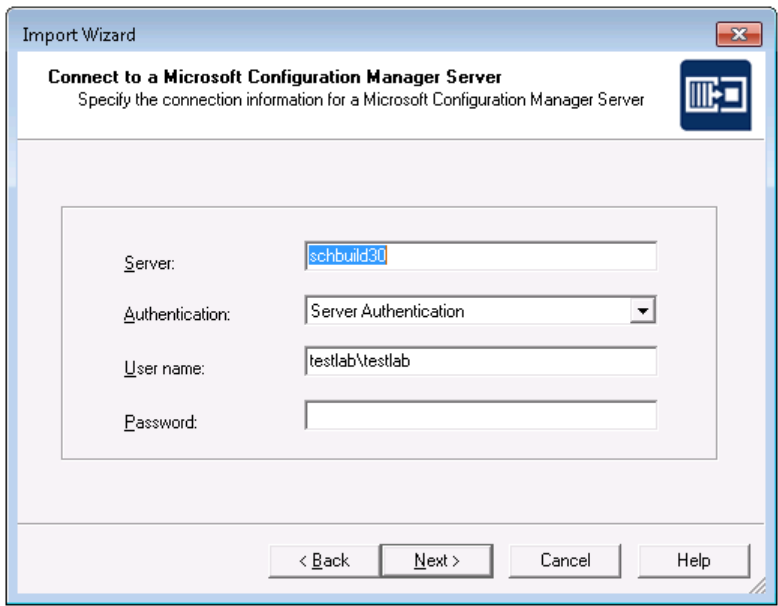 Import Wizard
Connect to a Microsoft Configuration Manager Server
Specify the connection information for a Microsoft Configuration Manager Server
Server: schbuild30
Authentication: Server Authentication
User name: testlab\testlab
Password:
< Back Next > Cancel Help